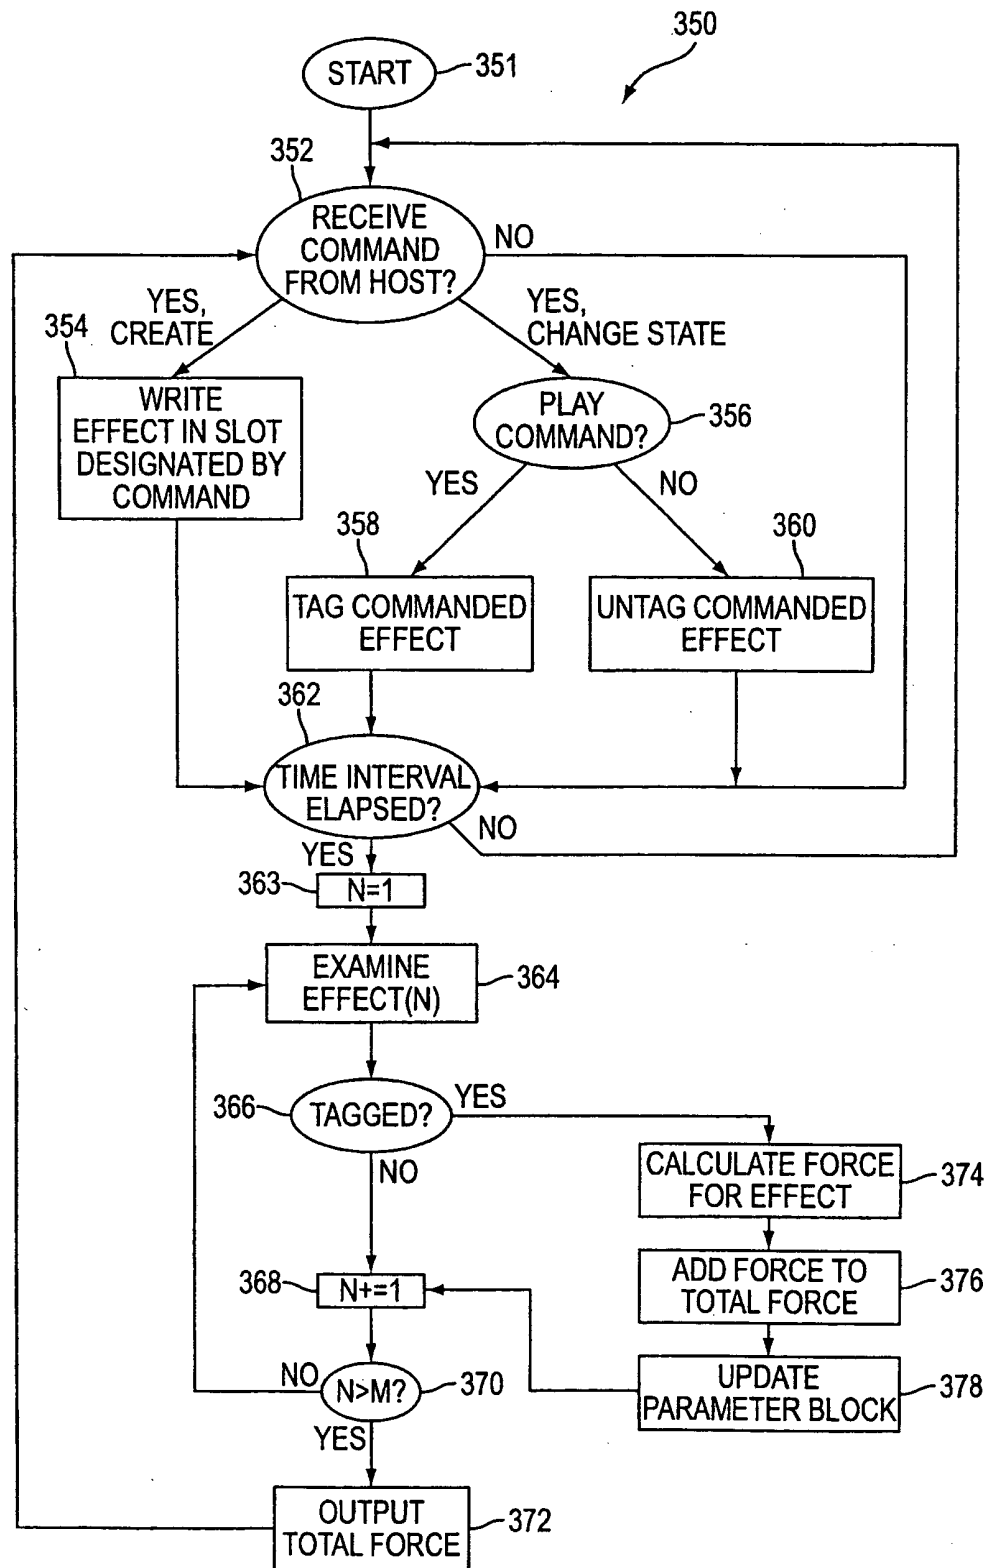 350
START
351
352
RECEIVE
COMMAND
FROM HOST?
NO
YES,
CREATE
YES,
CHANGE STATE
354
WRITE
EFFECT IN SLOT
DESIGNATED BY
COMMAND
PLAY
COMMAND?
356
YES
NO
358
360
TAG COMMANDED
EFFECT
UNTAG COMMANDED
EFFECT
362
TIME INTERVAL
ELAPSED?
NO
YES
363
N=1
EXAMINE
EFFECT(N)
364
366
TAGGED?
YES
NO
CALCULATE FORCE
FOR EFFECT
374
368
N+=1
ADD FORCE TO
TOTAL FORCE
376
NO
N>M?
370
UPDATE
PARAMETER BLOCK
378
YES
OUTPUT
TOTAL FORCE
372